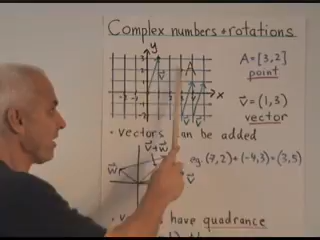 Complex numbers + rotations
y
A
A = [3,2]
point
x
v
v⃗ = (1,3)
vector
v⃗ v⃗
• vectors can be added
v⃗+w⃗
w⃗
v⃗
eg. (7,2)+(-4,3)=(3,5)
have quadrance